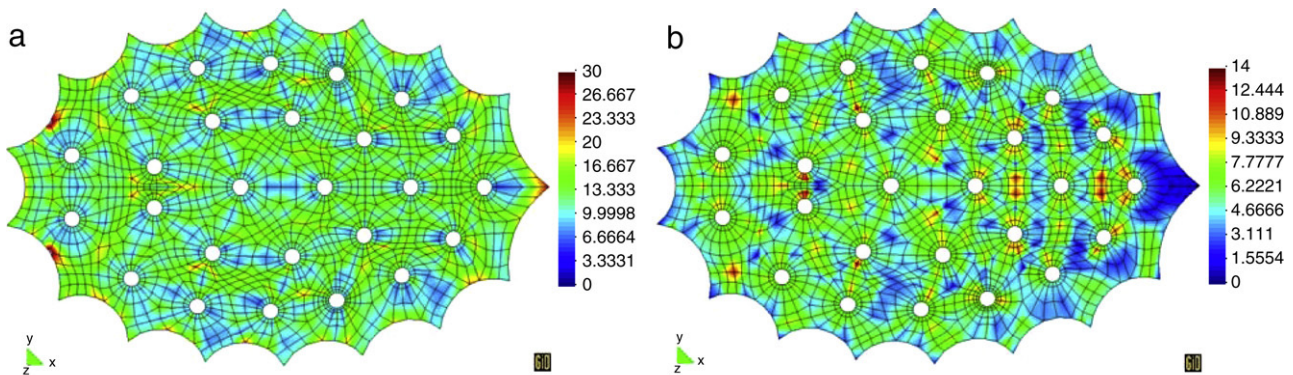 a
30
26.667
23.333
20
16.667
13.333
9.9998
6.6664
3.3331
0
y
z
x
GiD
b
14
12.444
10.889
9.3333
7.7777
6.2221
4.6666
3.111
1.5554
0
y
z
x
GiD